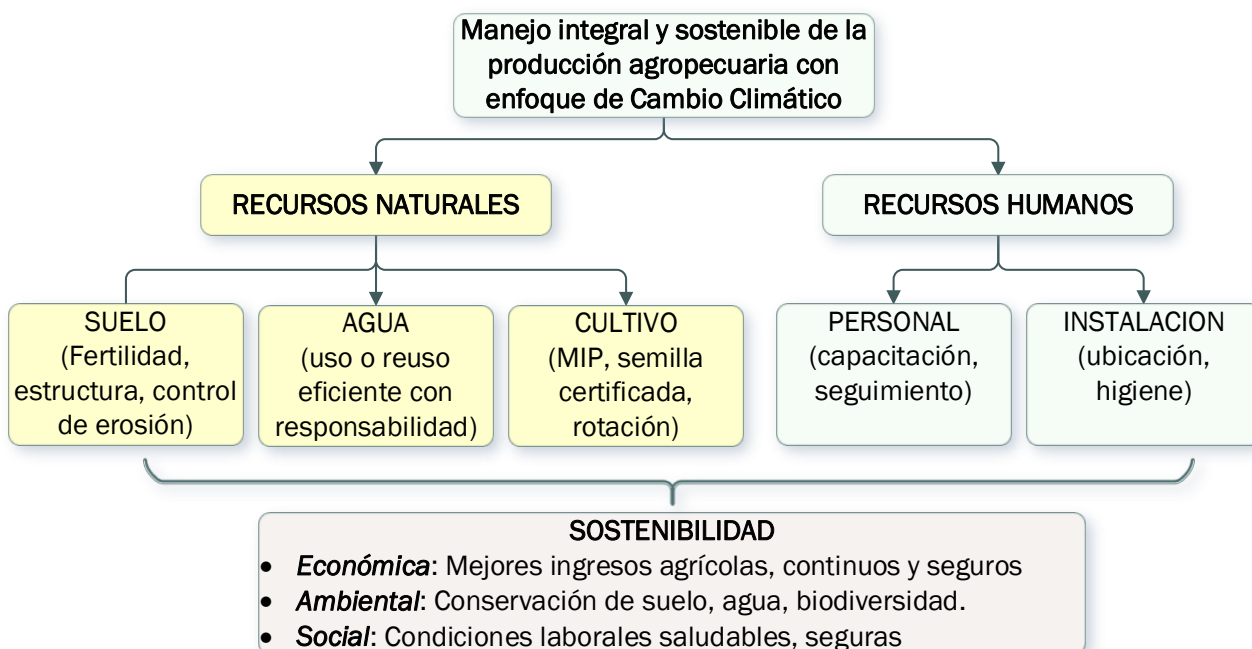 Manejo integral y sostenible de la
producción agropecuaria con
enfoque de Cambio Climático
RECURSOS NATURALES
RECURSOS HUMANOS
SUELO
(Fertilidad,
estructura, control
de erosión)
AGUA
(uso o reuso
eficiente con
responsabilidad)
CULTIVO
(MIP, semilla
certificada,
rotación)
PERSONAL
(capacitación,
seguimiento)
INSTALACION
(ubicación,
higiene)
SOSTENIBILIDAD
• Económica: Mejores ingresos agrícolas, continuos y seguros
• Ambiental: Conservación de suelo, agua, biodiversidad.
• Social: Condiciones laborales saludables, seguras